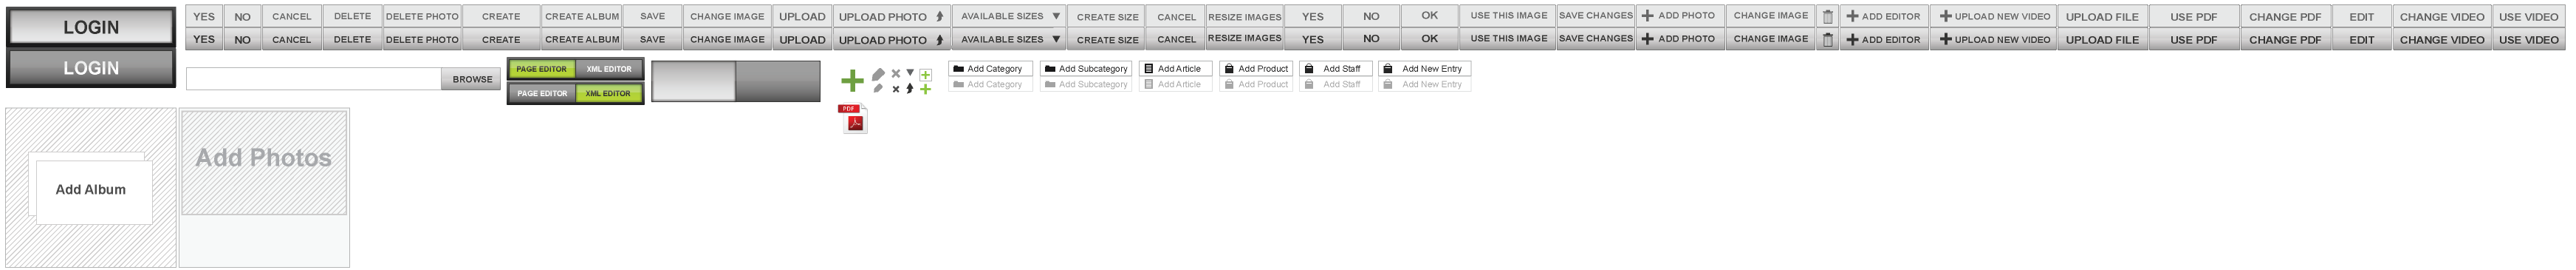 LOGIN
LOGIN
YES NO CANCEL DELETE DELETE PHOTO CREATE CREATE ALBUM SAVE CHANGE IMAGE UPLOAD UPLOAD PHOTO AVAILABLE SIZES CREATE SIZE CANCEL RESIZE IMAGES YES NO OK USE THIS IMAGE SAVE CHANGES ADD PHOTO CHANGE IMAGE ADD EDITOR UPLOAD NEW VIDEO UPLOAD FILE USE PDF CHANGE PDF EDIT CHANGE VIDEO USE VIDEO
YES NO CANCEL DELETE DELETE PHOTO CREATE CREATE ALBUM SAVE CHANGE IMAGE UPLOAD UPLOAD PHOTO AVAILABLE SIZES CREATE SIZE CANCEL RESIZE IMAGES YES NO OK USE THIS IMAGE SAVE CHANGES ADD PHOTO CHANGE IMAGE ADD EDITOR UPLOAD NEW VIDEO UPLOAD FILE USE PDF CHANGE PDF EDIT CHANGE VIDEO USE VIDEO
BROWSE
PAGE EDITOR XML EDITOR
PAGE EDITOR XML EDITOR
Add Category Add Subcategory Add Article Add Product Add Staff Add New Entry
Add Category Add Subcategory Add Article Add Product Add Staff Add New Entry
PDF
Add Album
Add Photos